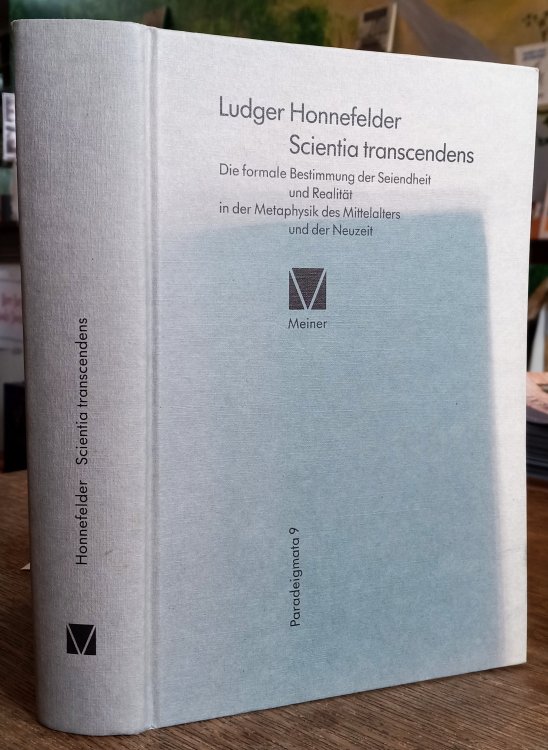 Ludger Honnefelder
Scientia transcendens
Die formale Bestimmung der Seiendheit
und Realität
in der Metaphysik des Mittelalters
und der Neuzeit
Meiner
Paradeigmata 9
Honnefelder Scientia transcendens